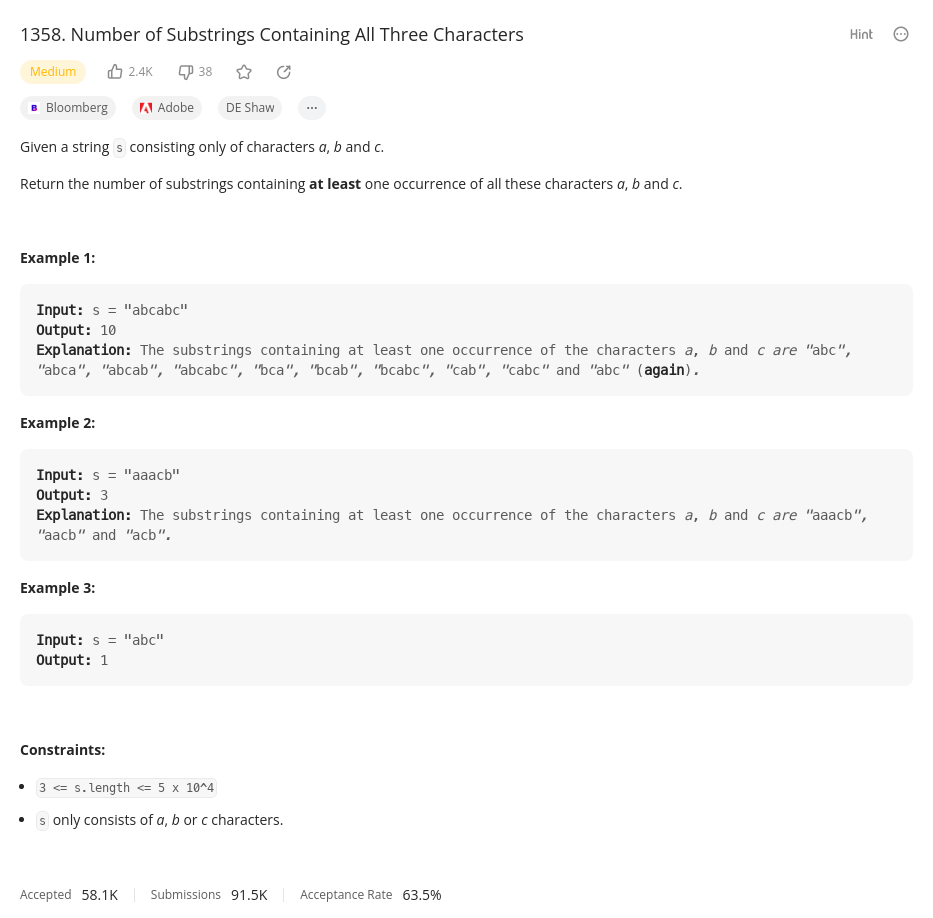 1358. Number of Substrings Containing All Three Characters
Hint
Medium
2.4K
38
B Bloomberg
Adobe
DE Shaw
...
Given a string s consisting only of characters a, b and c.
Return the number of substrings containing at least one occurrence of all these characters a, b and c.
Example 1:
Input: s = "abcabc"
Output: 10
Explanation: The substrings containing at least one occurrence of the characters a, b and c are "abc",
"abca", "abcab", "abcabc", "bca", "bcab", "bcabc", "cab", "cabc" and "abc" (again).
Example 2:
Input: s = "aaacb"
Output: 3
Explanation: The substrings containing at least one occurrence of the characters a, b and c are "aaacb",
"aacb" and "acb".
Example 3:
Input: s = "abc"
Output: 1
Constraints:
• 3 <= s.length <= 5 x 10^4
• s only consists of a, b or c characters.
Accepted 58.1K Submissions 91.5K Acceptance Rate 63.5%